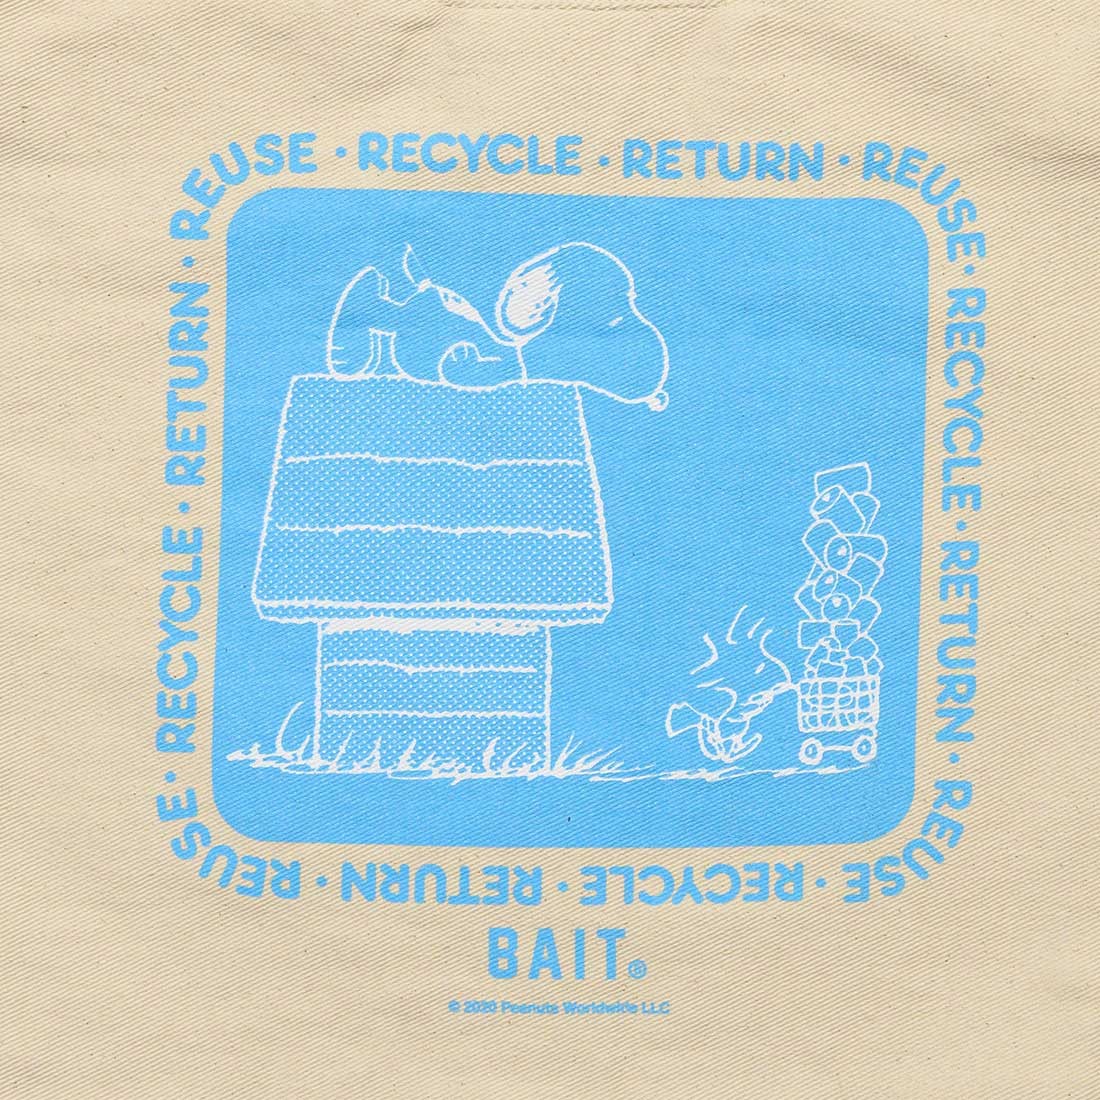 REUSE · RECYCLE · RETURN · REUSE · RECYCLE · RETURN · REUSE · RECYCLE · RETURN · REUSE · REUSE · RECYCLE · RETURN ·
BAIT®
© 2020 Peanuts Worldwide LLC